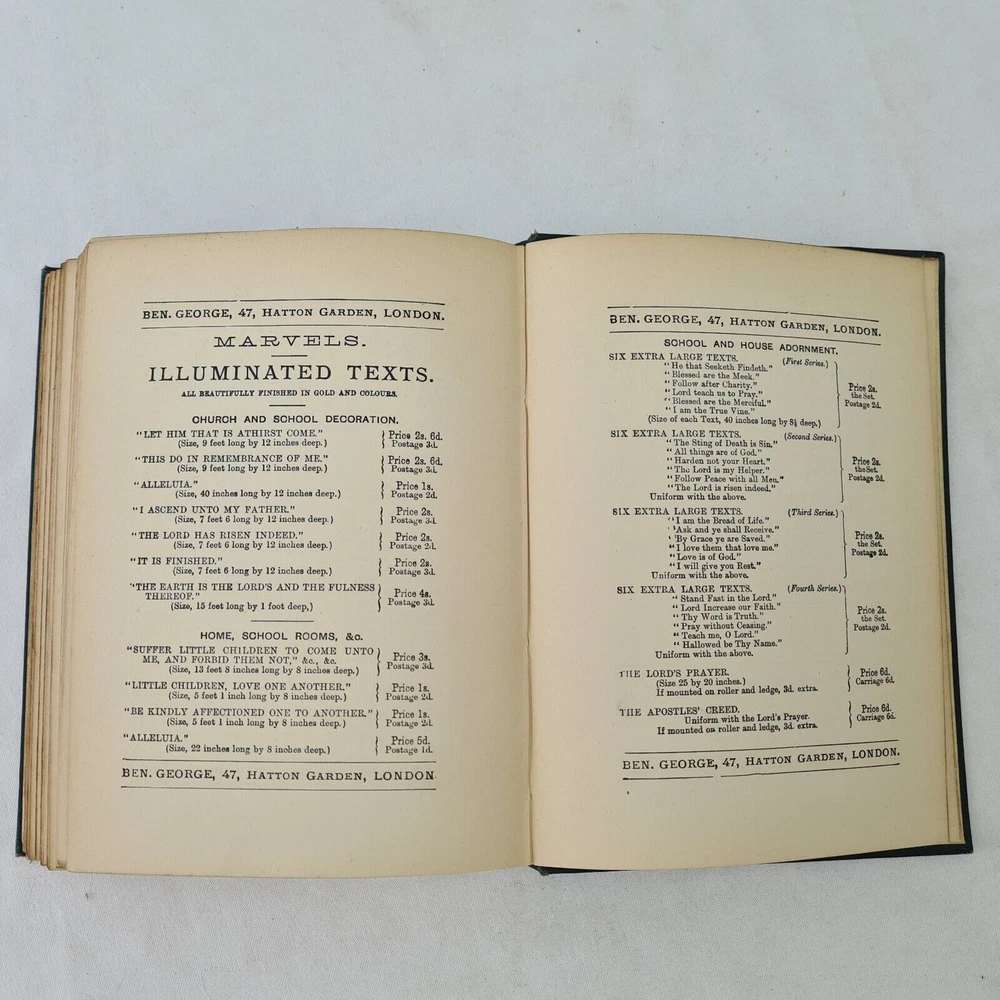 BEN. GEORGE, 47, HATTON GARDEN, LONDON.
MARVELS.
ILLUMINATED TEXTS.
ALL BEAUTIFULLY FINISHED IN GOLD AND COLOURS.
CHURCH AND SCHOOL DECORATION.
"LET HIM THAT IS ATHIRST COME." } Price 2s. 6d.
(Size, 9 feet long by 12 inches deep.) } Postage 3d.
"THIS DO IN REMEMBRANCE OF ME." } Price 2s. 6d.
(Size, 9 feet long by 12 inches deep.) } Postage 3d.
"ALLELUIA." } Price 1s.
(Size, 40 inches long by 12 inches deep.) } Postage 2d.
"I ASCEND UNTO MY FATHER." } Price 2s.
(Size, 7 feet 6 long by 12 inches deep.) } Postage 3d.
"THE LORD HAS RISEN INDEED." } Price 2s.
(Size, 7 feet 6 long by 12 inches deep.) } Postage 2d.
"IT IS FINISHED." } Price 2s.
(Size, 7 feet 6 long by 12 inches deep.) } Postage 3d.
"THE EARTH IS THE LORD'S AND THE FULNESS } Price 4s.
THEREOF." } Postage 3d.
(Size, 15 feet long by 1 foot deep,)
HOME, SCHOOL ROOMS, &c.
"SUFFER LITTLE CHILDREN TO COME UNTO
ME, AND FORBID THEM NOT," &c., &c. } Price 3s.
(Size, 13 feet 8 inches long by 8 inches deep.) } Postage 3d.
"LITTLE CHILDREN, LOVE ONE ANOTHER." } Price 1s.
(Size, 5 feet 1 inch long by 8 inches deep.) } Postage 2d.
"BE KINDLY AFFECTIONED ONE TO ANOTHER." } Price 1s.
(Size, 5 feet 1 inch long by 8 inches deep.) } Postage 2d.
"ALLELUIA." } Price 5d.
(Size, 22 inches long by 8 inches deep.) } Postage 1d.
BEN. GEORGE, 47, HATTON GARDEN, LONDON.
BEN. GEORGE, 47, HATTON GARDEN, LONDON.
SCHOOL AND HOUSE ADORNMENT.
SIX EXTRA LARGE TEXTS. (First Series.)
"He that Seeketh Findeth."
"Blessed are the Meek."
"Follow after Charity." Price 2s.
"Lord teach us to Pray." the Set.
"Blessed are the Merciful." Postage 2d.
"I am the True Vine."
(Size of each Text, 40 inches long by 8½ deep.)
SIX EXTRA LARGE TEXTS. (Second Series.)
"The Sting of Death is Sin."
"All things are of God."
"Harden not your Heart." Price 2s.
"The Lord is my Helper." the Set.
"Follow Peace with all Men." Postage 2d.
"The Lord is risen indeed."
Uniform with the above.
SIX EXTRA LARGE TEXTS. (Third Series.)
"I am the Bread of Life."
"Ask and ye shall Receive."
"By Grace ye are Saved." Price 2s.
"I love them that love me." the Set.
"Love is of God." Postage 2d.
"I will give you Rest."
Uniform with the above.
SIX EXTRA LARGE TEXTS. (Fourth Series.)
"Stand Fast in the Lord."
"Lord Increase our Faith."
"Thy Word is Truth." Price 2s.
"Pray without Ceasing." the Set.
"Teach me, O Lord." Postage 2d.
"Hallowed be Thy Name."
Uniform with the above.
THE LORD'S PRAYER. } Price 6d.
(Size 25 by 20 inches.) } Carriage 6d.
If mounted on roller and ledge, 3d. extra.
THE APOSTLES' CREED. } Price 6d.
Uniform with the Lord's Prayer. } Carriage 6d.
If mounted on roller and ledge, 3d. extra.
BEN. GEORGE, 47, HATTON GARDEN, LONDON.